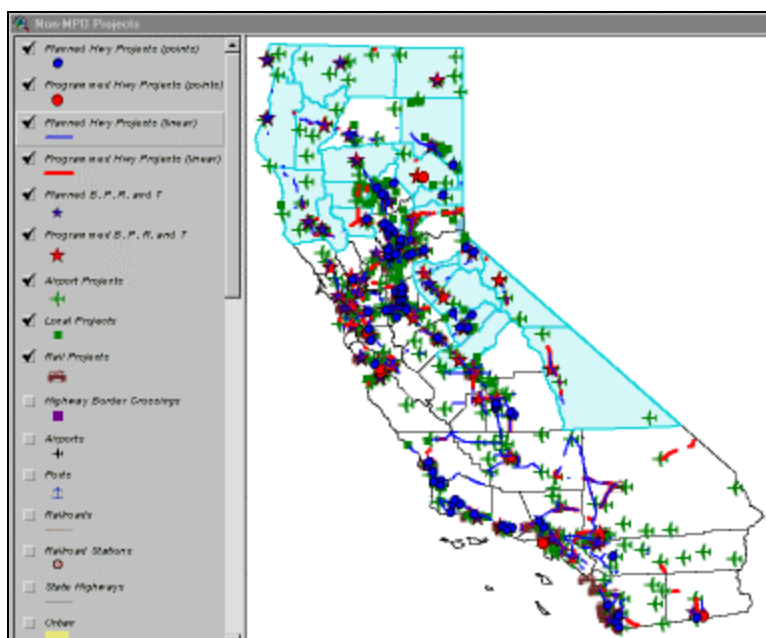 Non-MPO Projects
Planned Hwy Projects (points)
Programmed Hwy Projects (points)
Planned Hwy Projects (linear)
Programmed Hwy Projects (linear)
Planned B.P.R. and T
Programmed B.P.R. and T
Airport Projects
Local Projects
Rail Projects
Highway Border Crossings
Airports
Ports
Railroads
Railroad Stations
State Highways
Urban